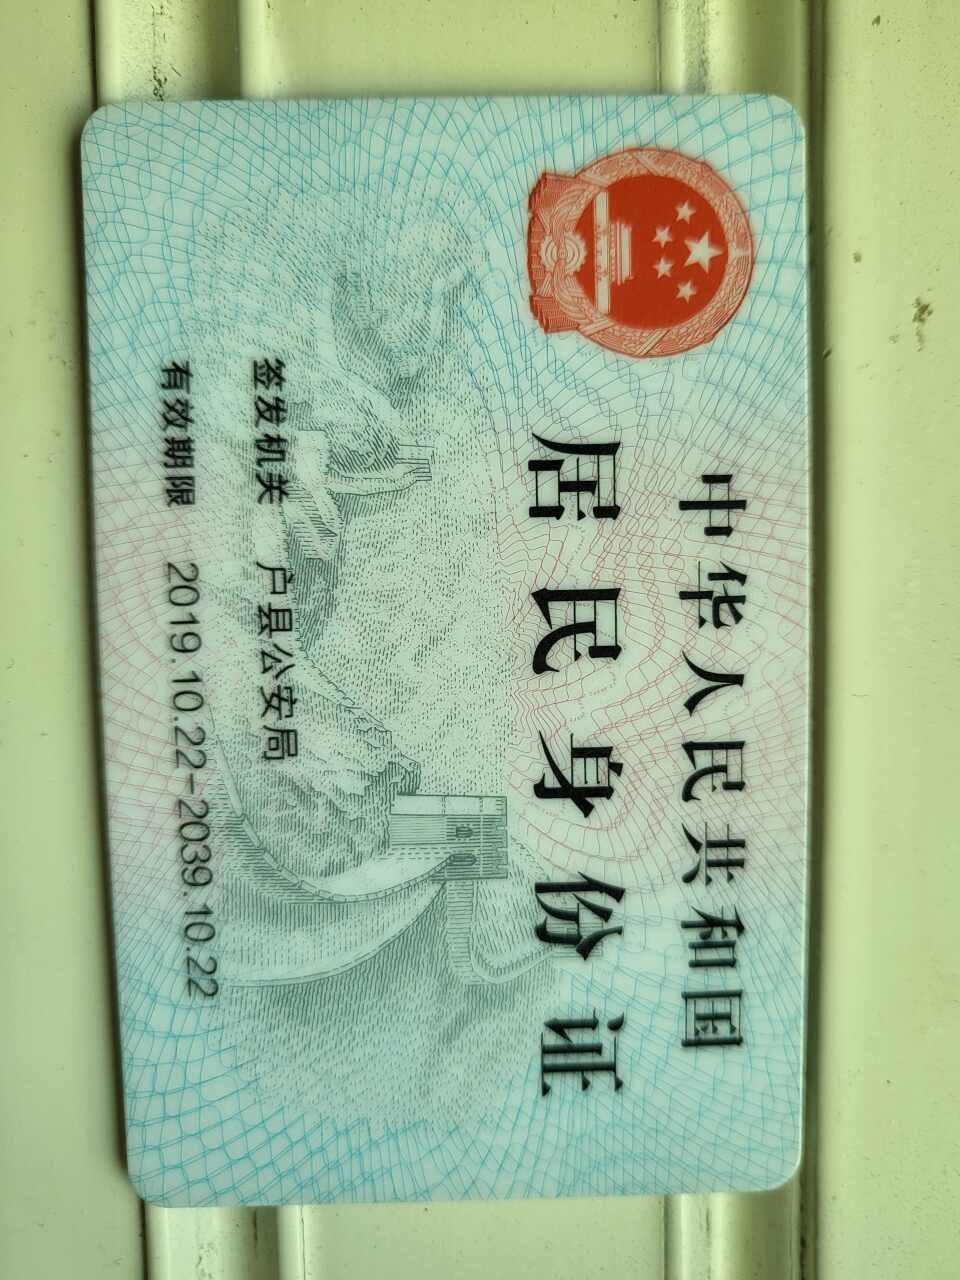 中华人民共和国
居民身份证
签发机关 户县公安局
有效期限 2019.10.22-2039.10.22